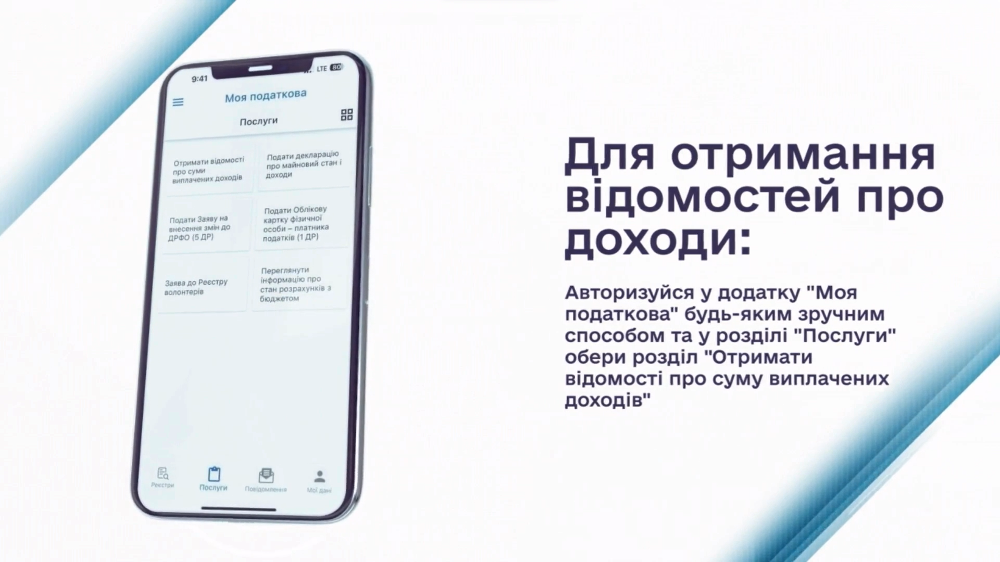 9:41
LTE 80
Моя податкова
Послуги
Отримати відомості
про суми
виплачених доходів
Подати декларацію
про майновий стан і
доходи
Подати Заяву на
внесення змін до
ДРФО (5 ДР)
Подати Облікову
картку фізичної
особи – платника
податків (1 ДР)
Заява до Реєстру
волонтерів
Переглянути
інформацію про
стан розрахунків з
бюджетом
Реєстри
Послуги
Повідомлення
Мої дані
Для отримання
відомостей про
доходи:
Авторизуйся у додатку "Моя
податкова" будь-яким зручним
способом та у розділі "Послуги"
обери розділ "Отримати
відомості про суму виплачених
доходів"